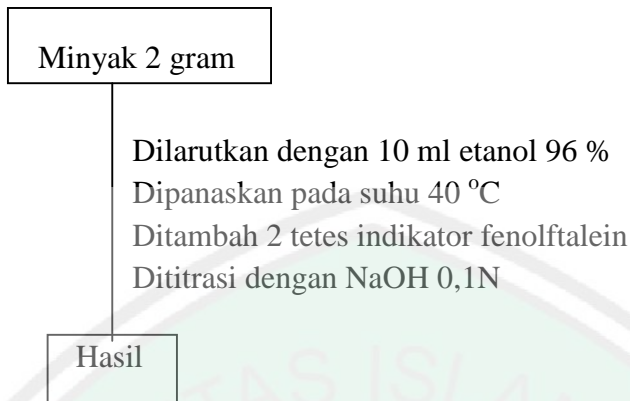 Minyak 2 gram
Dilarutkan dengan 10 ml etanol 96 %
Dipanaskan pada suhu 40 °C
Ditambah 2 tetes indikator fenolftalein
Dititrasi dengan NaOH 0,1N
Hasil